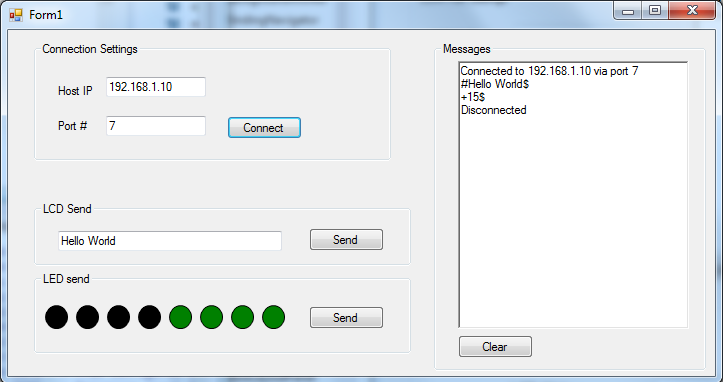 Form1
Connection Settings
Host IP
192.168.1.10
Port #
7
Connect
LCD Send
Hello World
Send
LED send
Send
Messages
Connected to 192.168.1.10 via port 7
#Hello World$
+15$
Disconnected
Clear